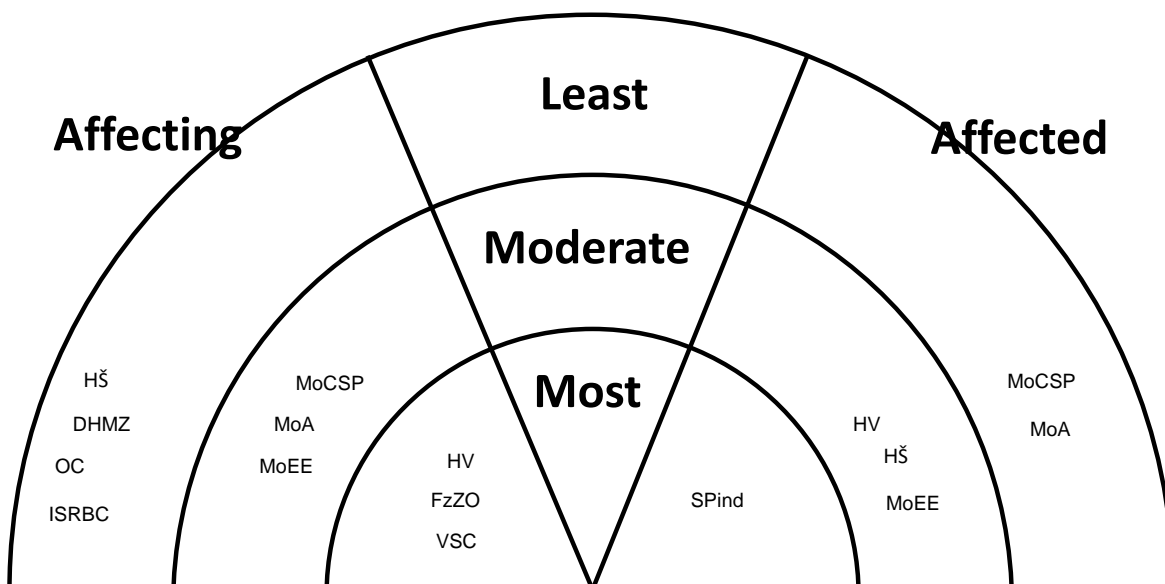 Least
Affecting
Affected
Moderate
Most
HŠ
DHMZ
OC
ISRBC
MoCSP
MoA
MoEE
HV
FzZO
VSC
SPind
HV
HŠ
MoEE
MoCSP
MoA